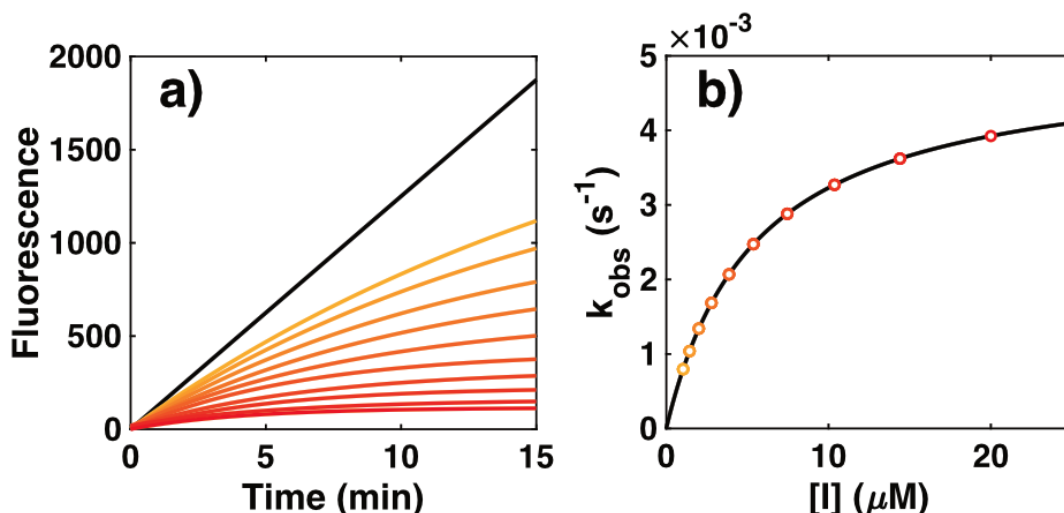 a)
2000
1500
1000
500
0
Fluorescence
0 5 10 15
Time (min)
b)
×10⁻³
5
4
3
2
1
0
k_obs (s⁻¹)
0 10 20
[I] (μM)